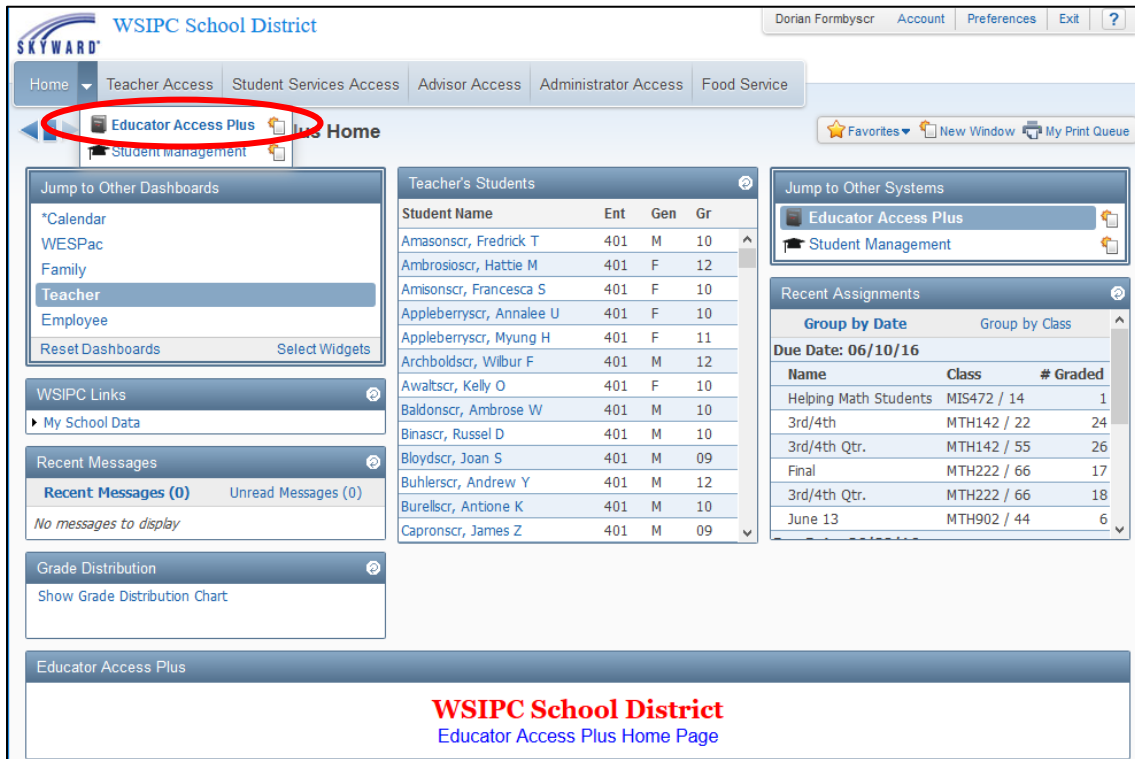 WSIPC School District
SKYWARD®
Dorian Formbyscr Account Preferences Exit ?
Home Teacher Access Student Services Access Advisor Access Administrator Access Food Service
Educator Access Plus
Student Management
lus Home
Favorites New Window My Print Queue
Jump to Other Dashboards
*Calendar
WESPac
Family
Teacher
Employee
Reset Dashboards Select Widgets
WSIPC Links
My School Data
Recent Messages
Recent Messages (0) Unread Messages (0)
No messages to display
Grade Distribution
Show Grade Distribution Chart
Teacher's Students
Student Name Ent Gen Gr
Amasonscr, Fredrick T 401 M 10
Ambrosioscr, Hattie M 401 F 12
Amisonscr, Francesca S 401 F 10
Appleberryscr, Annalee U 401 F 10
Appleberryscr, Myung H 401 F 11
Archboldscr, Wilbur F 401 M 12
Awaltscr, Kelly O 401 F 10
Baldonscr, Ambrose W 401 M 10
Binascr, Russel D 401 M 10
Bloydscr, Joan S 401 M 09
Buhlerscr, Andrew Y 401 M 12
Burellscr, Antione K 401 M 10
Capronscr, James Z 401 M 09
Jump to Other Systems
Educator Access Plus
Student Management
Recent Assignments
Group by Date Group by Class
Due Date: 06/10/16
Name Class # Graded
Helping Math Students MIS472 / 14 1
3rd/4th MTH142 / 22 24
3rd/4th Qtr. MTH142 / 55 26
Final MTH222 / 66 17
3rd/4th Qtr. MTH222 / 66 18
June 13 MTH902 / 44 6
Educator Access Plus
WSIPC School District
Educator Access Plus Home Page